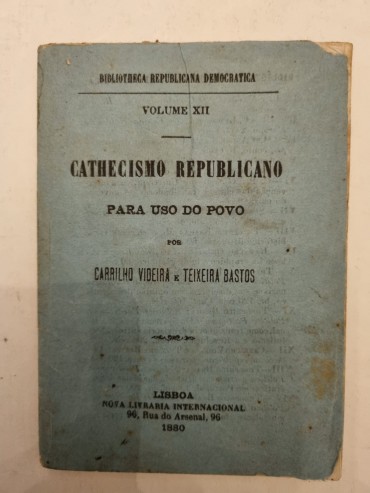 BIBLIOTHECA REPUBLICANA DEMOCRATICA
VOLUME XII
CATHECISMO REPUBLICANO
PARA USO DO POVO
POR
CARRILHO VIDEIRA E TEIXEIRA BASTOS
LISBOA
NOVA LIVRARIA INTERNACIONAL
96, Rua do Arsenal, 96
1880